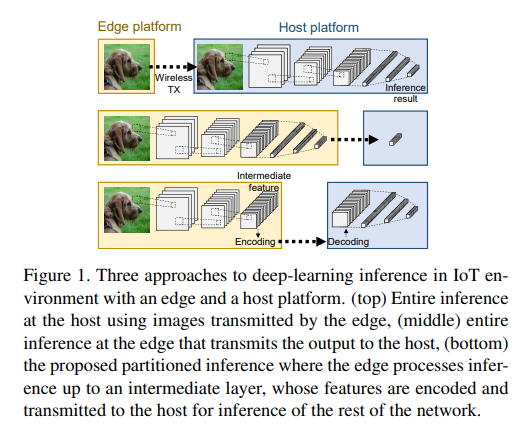 Edge platform
Host platform
Wireless
TX
Inference
result
Intermediate
feature
Encoding
Decoding
Figure 1. Three approaches to deep-learning inference in IoT en-
vironment with an edge and a host platform. (top) Entire inference
at the host using images transmitted by the edge, (middle) entire
inference at the edge that transmits the output to the host, (bottom)
the proposed partitioned inference where the edge processes infer-
ence up to an intermediate layer, whose features are encoded and
transmitted to the host for inference of the rest of the network.